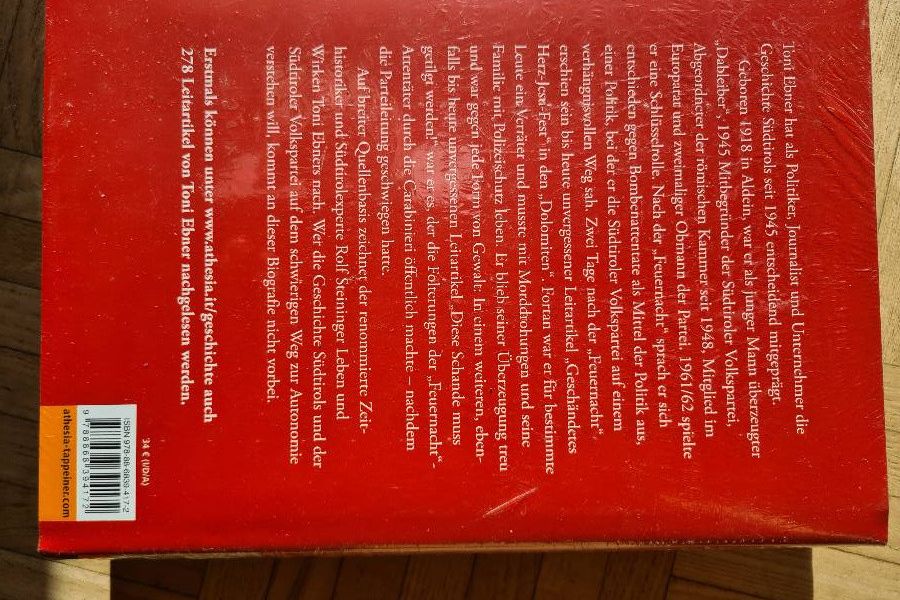 Toni Ebner hat als Politiker, Journalist und Unternehmer die
Geschichte Südtirols seit 1945 entscheidend mitgeprägt.
Geboren 1918 in Aldein, war er als junger Mann überzeugter
„Dableiber“, 1945 Mitbegründer der Südtiroler Volkspartei,
Abgeordneter der römischen Kammer seit 1948, Mitglied im
Europarat und zweimaliger Obmann der Partei. 1961/62 spielte
er eine Schlüsselrolle. Nach der „Feuernacht“ sprach er sich
entschieden gegen Bombenattentate als Mittel der Politik aus,
einer Politik, bei der er die Südtiroler Volkspartei auf einem
verhängnisvollen Weg sah. Zwei Tage nach der „Feuernacht“
erschien sein bis heute unvergessener Leitartikel „Geschändetes
Herz-Jesu-Fest“ in den „Dolomiten“. Fortan war er für bestimmte
Leute ein Verräter und musste mit Morddrohungen und seine
Familie mit Polizeischutz leben. Er blieb seiner Überzeugung treu
und war gegen jede Form von Gewalt: In einem weiteren, eben-
falls bis heute unvergessenen Leitartikel „Diese Schande muss
getilgt werden“ war er es, der die Folterungen der „Feuernacht“-
Attentäter durch die Carabinieri öffentlich machte – nachdem
die Parteileitung geschwiegen hatte.
Auf breiter Quellenbasis zeichnet der renommierte Zeit-
historiker und Südtirolexperte Rolf Steininger Leben und
Wirken Toni Ebners nach. Wer die Geschichte Südtirols und der
Südtiroler Volkspartei auf dem schwierigen Weg zur Autonomie
verstehen will, kommt an dieser Biografie nicht vorbei.
Erstmals können unter www.athesia.it/geschichte auch
278 Leitartikel von Toni Ebner nachgelesen werden.
34 € (I/D/A)
ISBN 978-88-6839-417-2
9 788868 394172
athesia-tappeiner.com